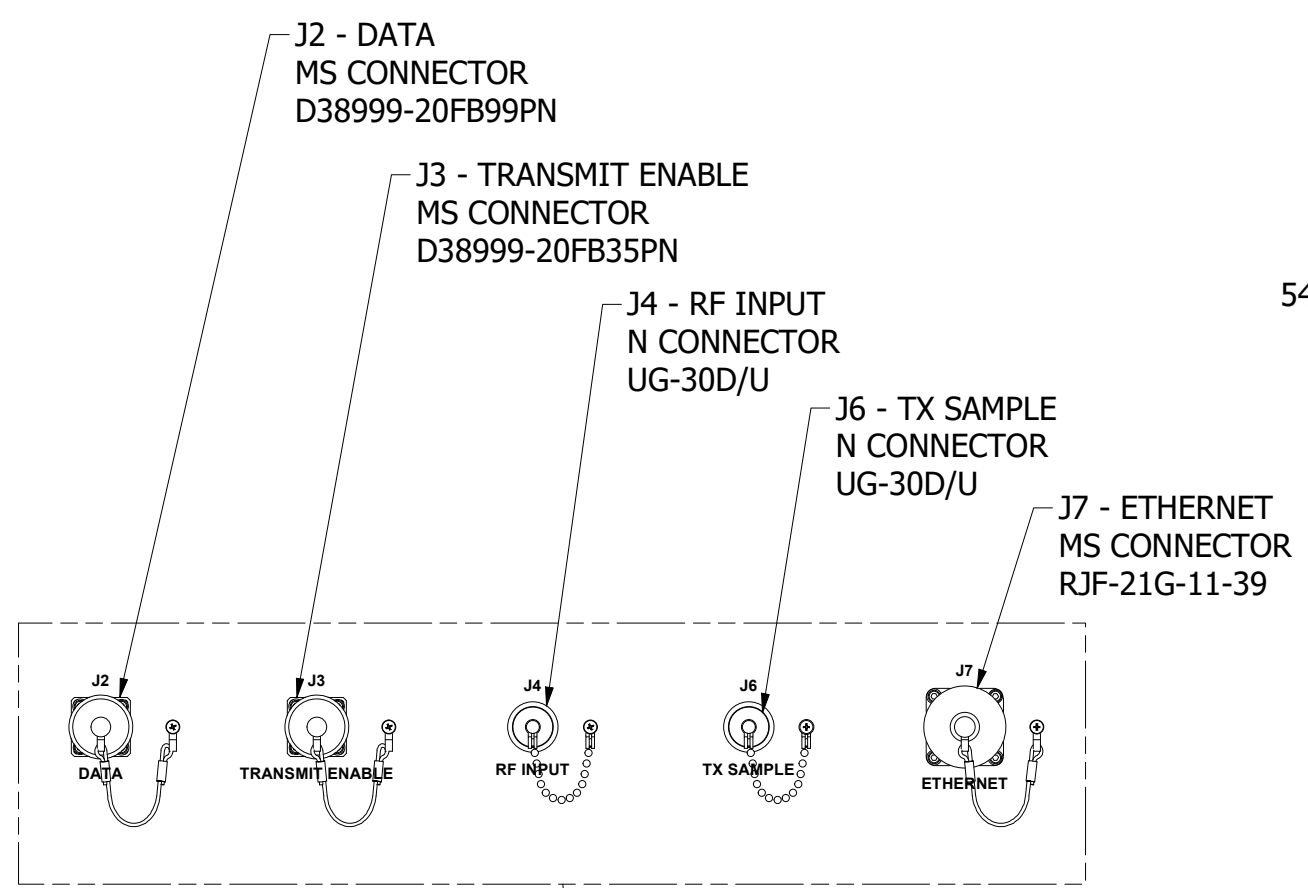 J2 - DATA
MS CONNECTOR
D38999-20FB99PN
J3 - TRANSMIT ENABLE
MS CONNECTOR
D38999-20FB35PN
J4 - RF INPUT
N CONNECTOR
UG-30D/U
54
J6 - TX SAMPLE
N CONNECTOR
UG-30D/U
J7 - ETHERNET
MS CONNECTOR
RJF-21G-11-39
J2
J3
J4
J6
J7
DATA
TRANSMIT ENABLE
RF INPUT
TX SAMPLE
ETHERNET